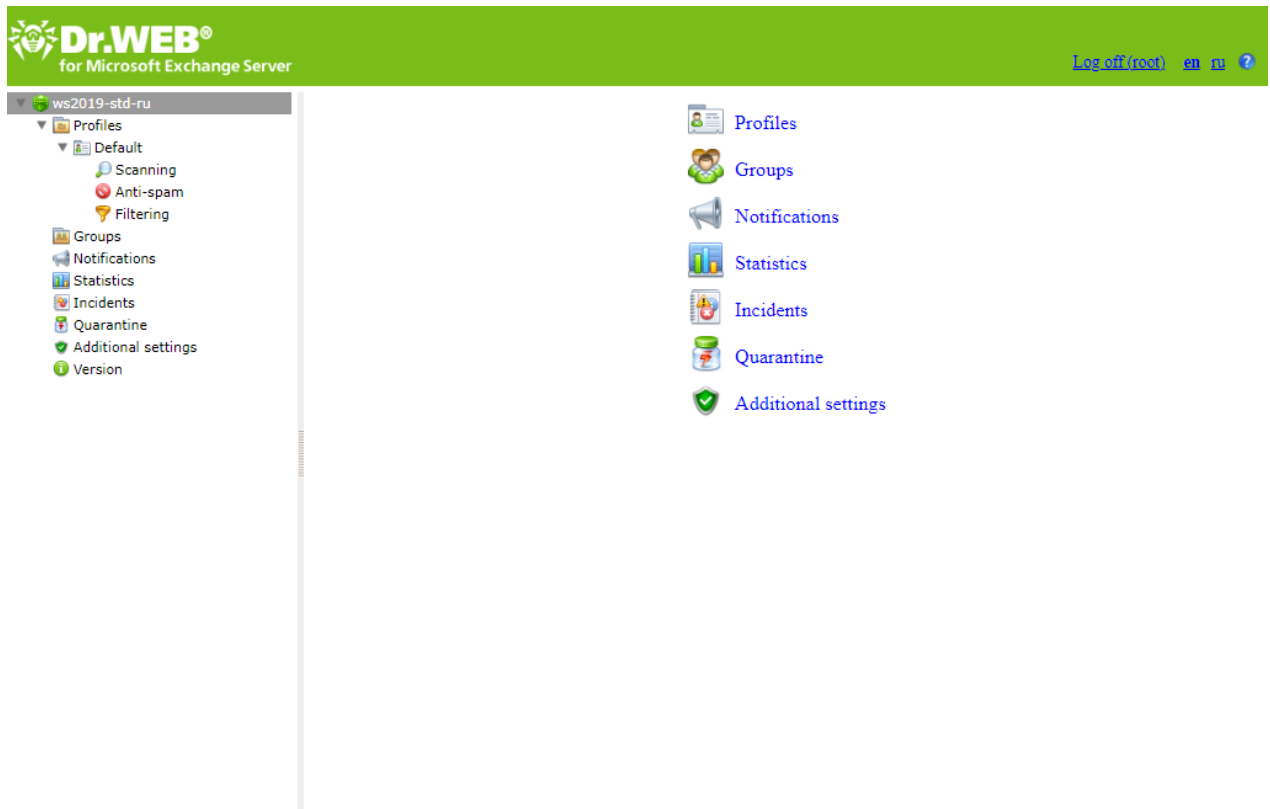 Dr.WEB®
for Microsoft Exchange Server
Log off (root) en ru ?
ws2019-std-ru
Profiles
Default
Scanning
Anti-spam
Filtering
Groups
Notifications
Statistics
Incidents
Quarantine
Additional settings
Version
Profiles
Groups
Notifications
Statistics
Incidents
Quarantine
Additional settings